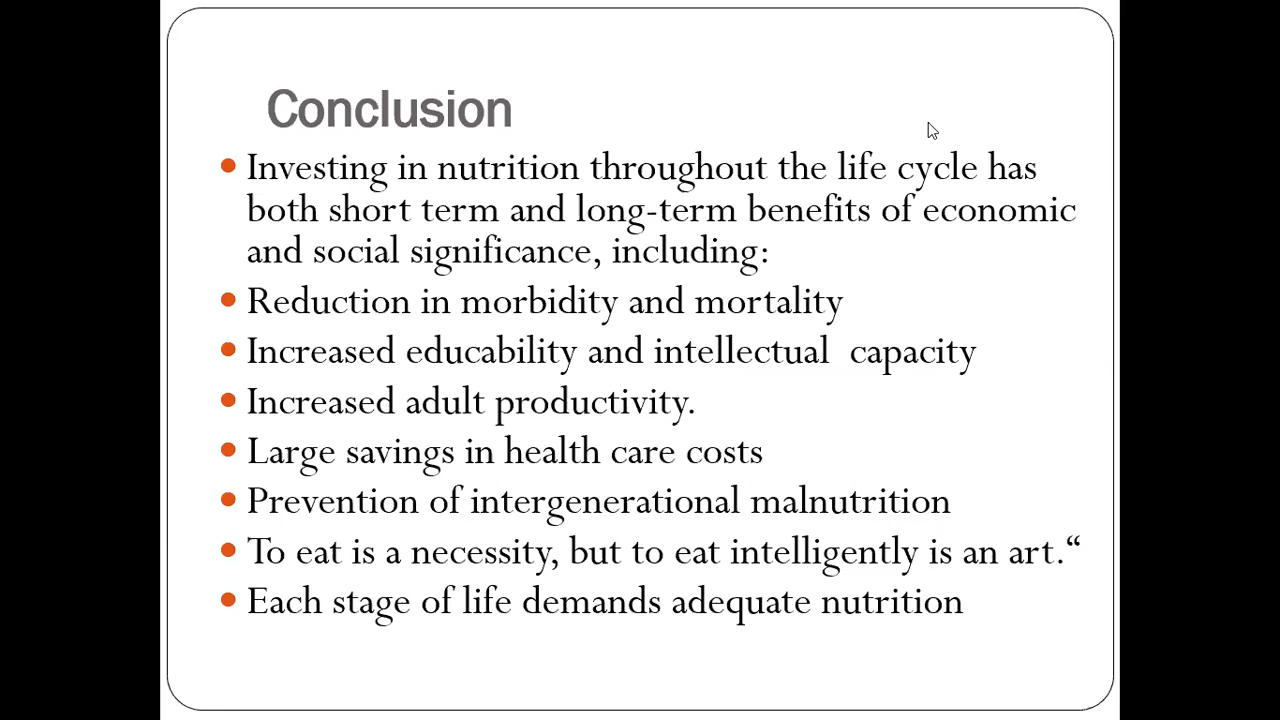 Conclusion
• Investing in nutrition throughout the life cycle has
both short term and long-term benefits of economic
and social significance, including:
• Reduction in morbidity and mortality
• Increased educability and intellectual  capacity
• Increased adult productivity.
• Large savings in health care costs
• Prevention of intergenerational malnutrition
• To eat is a necessity, but to eat intelligently is an art.“
• Each stage of life demands adequate nutrition